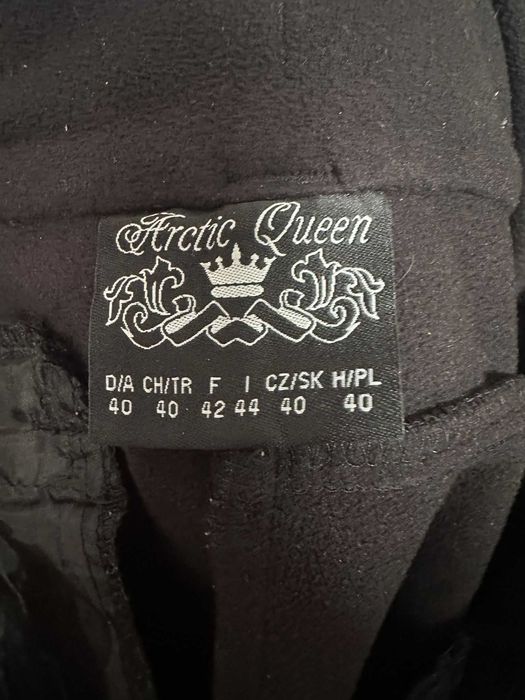 Arctic Queen
D/A CH/TR F I CZ/SK H/PL
40 40 42 44 40 40